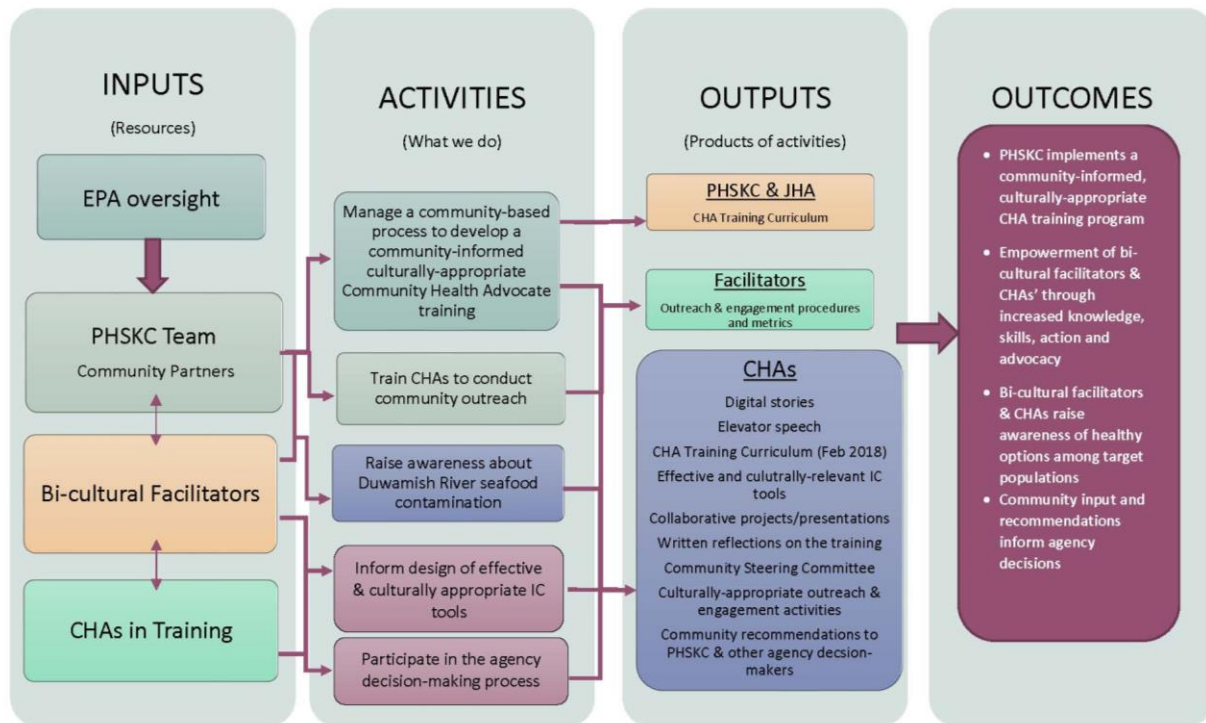 INPUTS
(Resources)
EPA oversight
PHSKC Team
Community Partners
Bi-cultural Facilitators
CHAs in Training
ACTIVITIES
(What we do)
Manage a community-based
process to develop a
community-informed
culturally-appropriate
Community Health Advocate
training
Train CHAs to conduct
community outreach
Raise awareness about
Duwamish River seafood
contamination
Inform design of effective
& culturally appropriate IC
tools
Participate in the agency
decision-making process
OUTPUTS
(Products of activities)
PHSKC & JHA
CHA Training Curriculum
Facilitators
Outreach & engagement procedures
and metrics
CHAs
Digital stories
Elevator speech
CHA Training Curriculum (Feb 2018)
Effective and culutrally-relevant IC
tools
Collaborative projects/presentations
Written reflections on the training
Community Steering Committee
Culturally-appropriate outreach &
engagement activities
Community recommendations to
PHSKC & other agency decsion-
makers
OUTCOMES
• PHSKC implements a
community-informed,
culturally-appropriate
CHA training program
• Empowerment of bi-
cultural facilitators &
CHAs' through
increased knowledge,
skills, action and
advocacy
• Bi-cultural facilitators
& CHAs raise
awareness of healthy
options among target
populations
• Community input and
recommendations
inform agency
decisions